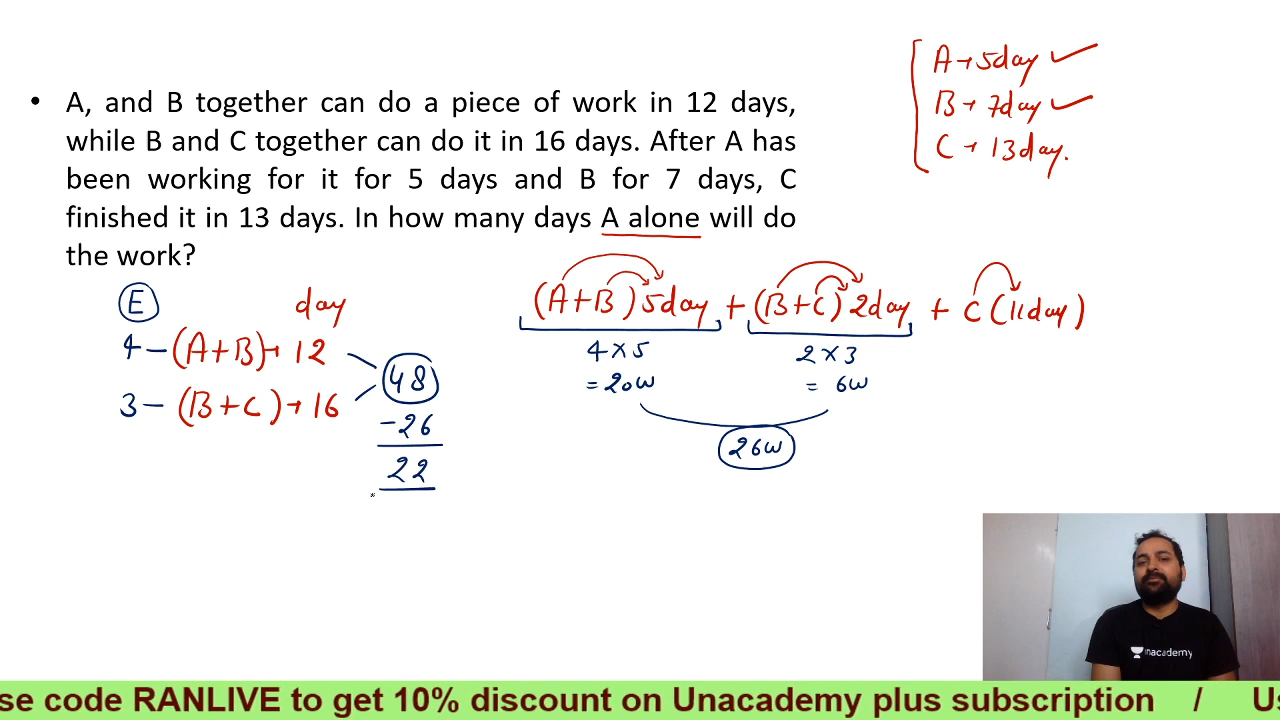 A→5day ✓
B→7day ✓
C→13day.
• A, and B together can do a piece of work in 12 days,
while B and C together can do it in 16 days. After A has
been working for it for 5 days and B for 7 days, C
finished it in 13 days. In how many days A alone will do
the work?
E day
4-(A+B)→12
3-(B+C)→16
48
-26
22
(A+B)5day+(B+C)2day+C(11day)
4×5
=20W
2×3
=6W
26W
unacademy
se code RANLIVE to get 10% discount on Unacademy plus subscription / Us